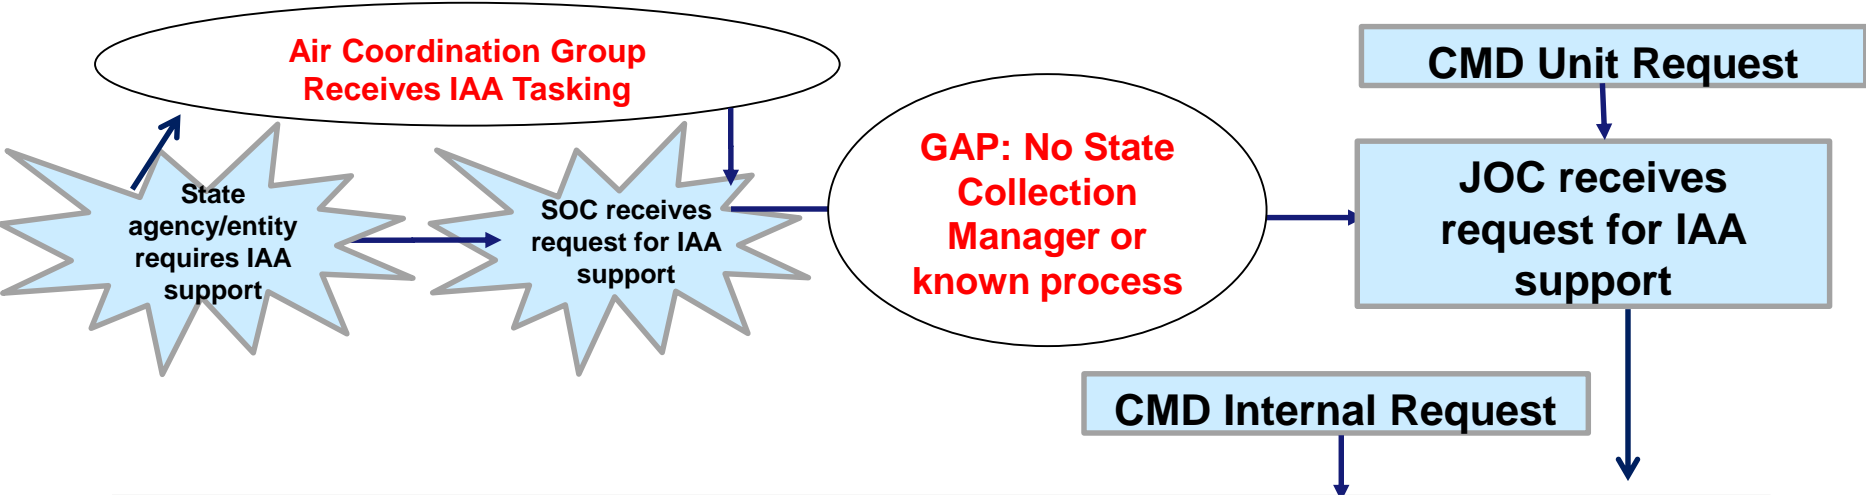 Air Coordination Group
Receives IAA Tasking
State
agency/entity
requires IAA
support
SOC receives
request for IAA
support
GAP: No State
Collection
Manager or
known process
CMD Unit Request
JOC receives
request for IAA
support
CMD Internal Request